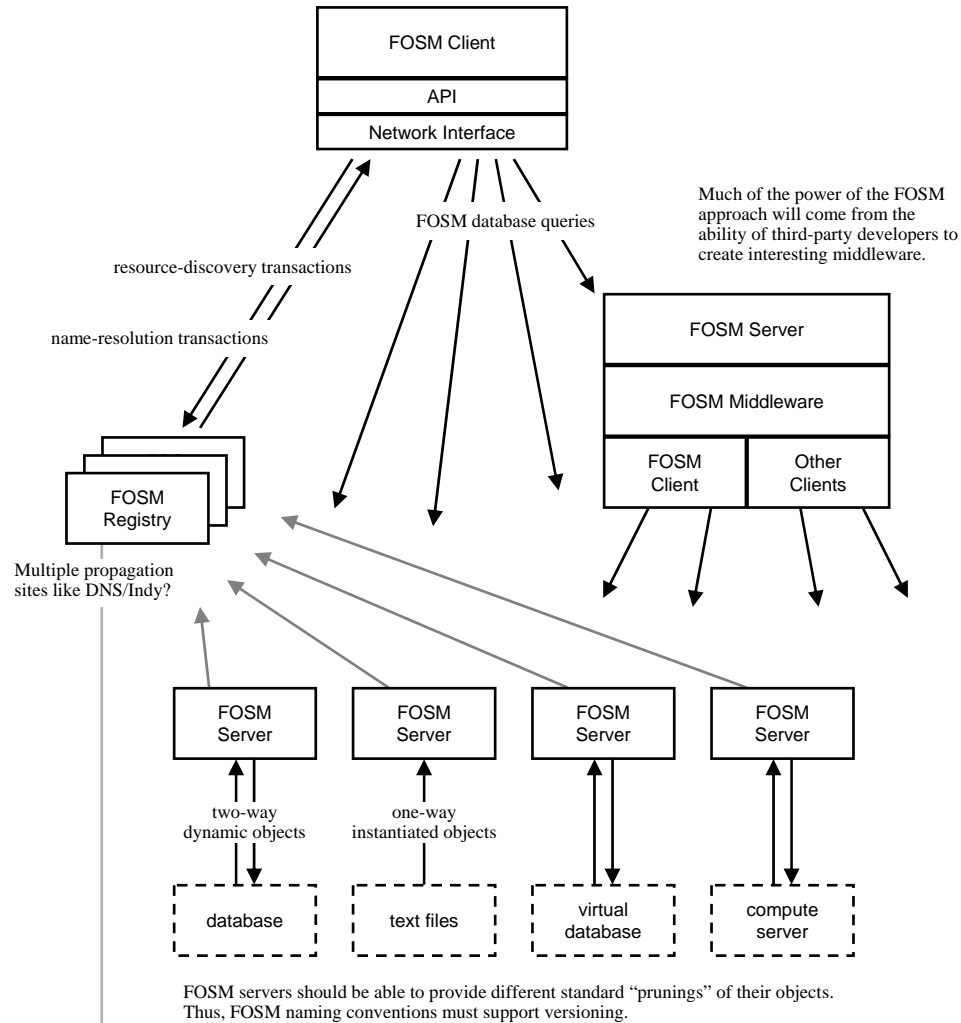 FOSM Client
API
Network Interface
FOSM database queries
Much of the power of the FOSM
approach will come from the
ability of third-party developers to
create interesting middleware.
resource-discovery transactions
name-resolution transactions
FOSM Server
FOSM Middleware
FOSM
Client
Other
Clients
FOSM
Registry
Multiple propagation
sites like DNS/Indy?
FOSM
Server
FOSM
Server
FOSM
Server
FOSM
Server
two-way
dynamic objects
one-way
instantiated objects
database
text files
virtual
database
compute
server
FOSM servers should be able to provide different standard “prunings” of their objects.
Thus, FOSM naming conventions must support versioning.